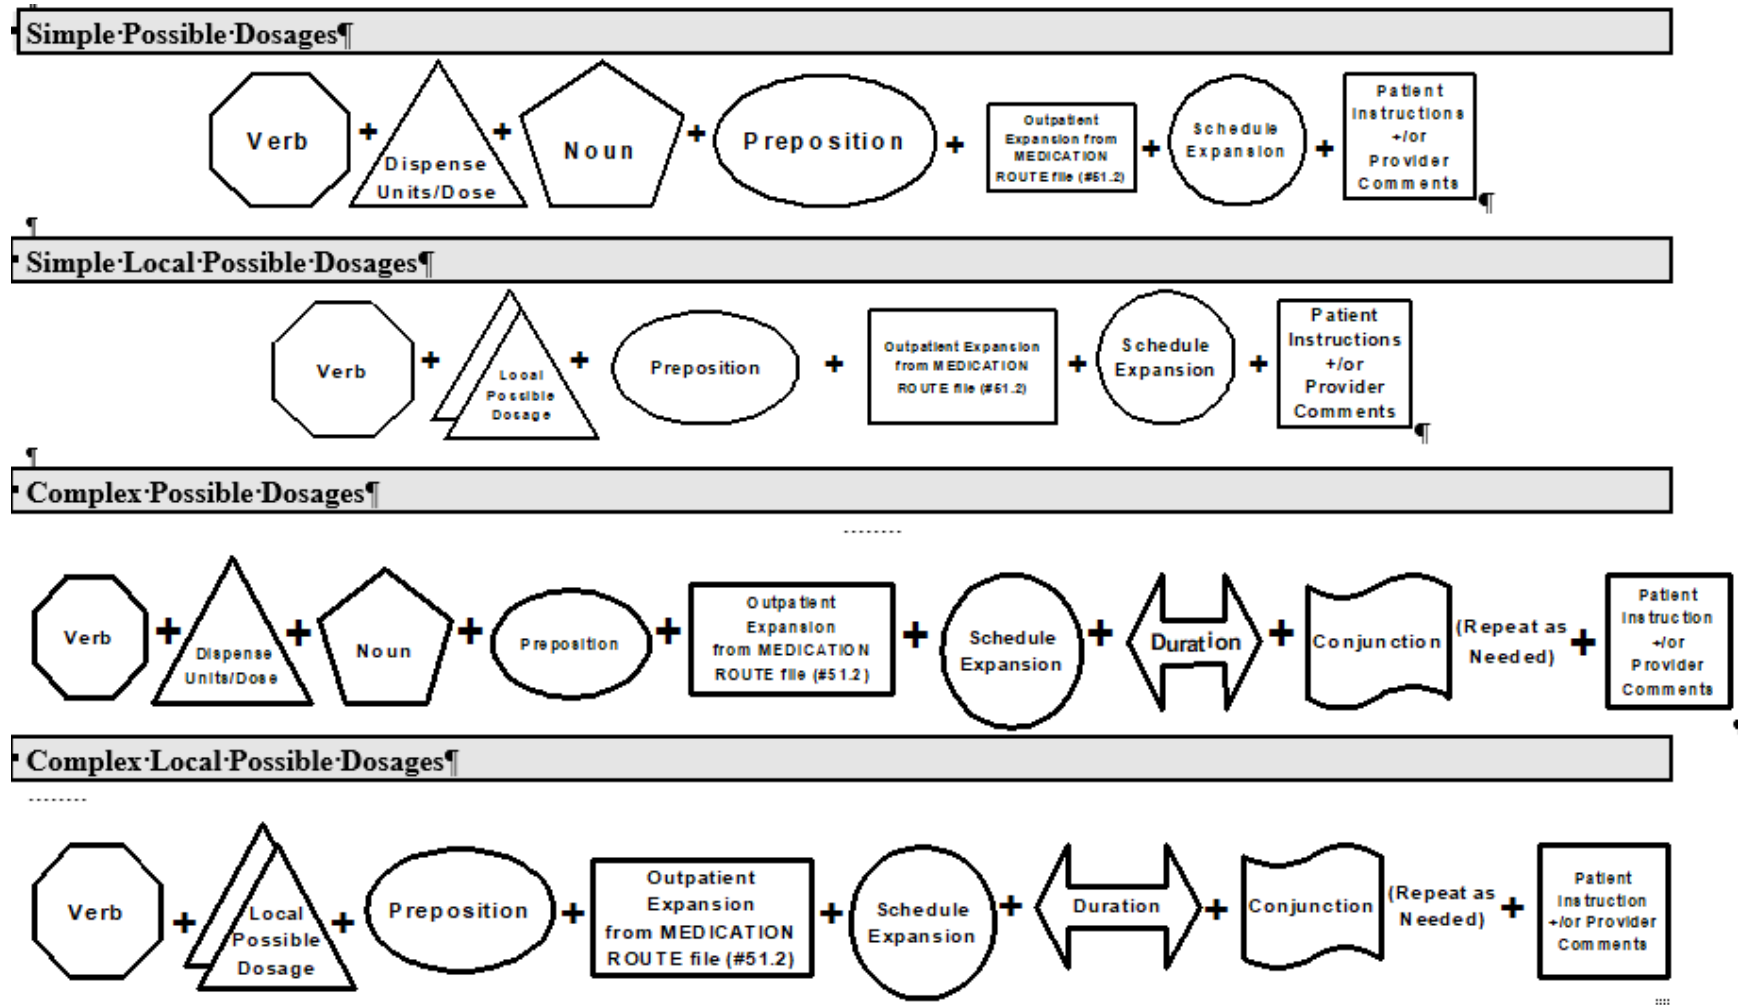 Simple·Possible·Dosages¶
Verb + Dispense Units/Dose + Noun + Preposition + Outpatient Expansion from MEDICATION ROUTE file (#51.2) + Schedule Expansion + Patient Instructions +/or Provider Comments ¶
¶
Simple·Local·Possible·Dosages¶
Verb + Local Possible Dosage + Preposition + Outpatient Expansion from MEDICATION ROUTE file (#51.2) + Schedule Expansion + Patient Instructions +/or Provider Comments ¶
¶
Complex·Possible·Dosages¶
Verb + Dispense Units/Dose + Noun + Preposition + Outpatient Expansion from MEDICATION ROUTE file (#51.2) + Schedule Expansion + Duration + Conjunction (Repeat as Needed) + Patient Instruction +/or Provider Comments
Complex·Local·Possible·Dosages¶
Verb + Local Possible Dosage + Preposition + Outpatient Expansion from MEDICATION ROUTE file (#51.2) + Schedule Expansion + Duration + Conjunction (Repeat as Needed) + Patient Instruction +/or Provider Comments